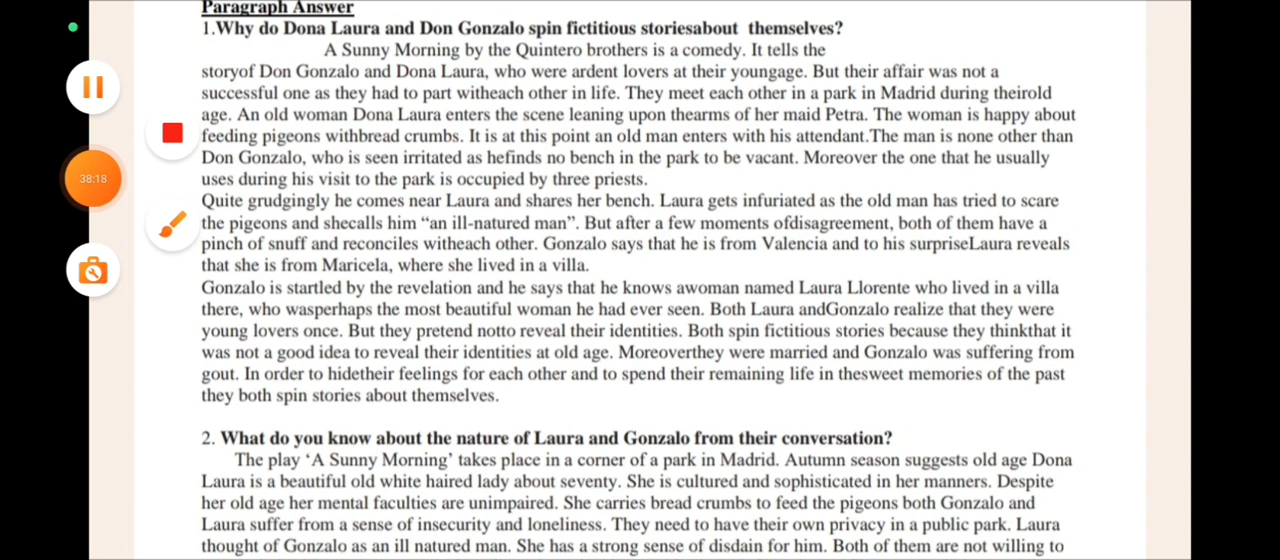 Paragraph Answer
1.Why do Dona Laura and Don Gonzalo spin fictitious storiesabout themselves?
A Sunny Morning by the Quintero brothers is a comedy. It tells the
storyof Don Gonzalo and Dona Laura, who were ardent lovers at their youngage. But their affair was not a
successful one as they had to part witheach other in life. They meet each other in a park in Madrid during theirold
age. An old woman Dona Laura enters the scene leaning upon thearms of her maid Petra. The woman is happy about
feeding pigeons withbread crumbs. It is at this point an old man enters with his attendant.The man is none other than
Don Gonzalo, who is seen irritated as hefinds no bench in the park to be vacant. Moreover the one that he usually
uses during his visit to the park is occupied by three priests.
Quite grudgingly he comes near Laura and shares her bench. Laura gets infuriated as the old man has tried to scare
the pigeons and shecalls him “an ill-natured man”. But after a few moments ofdisagreement, both of them have a
pinch of snuff and reconciles witheach other. Gonzalo says that he is from Valencia and to his surpriseLaura reveals
that she is from Maricela, where she lived in a villa.
Gonzalo is startled by the revelation and he says that he knows awoman named Laura Llorente who lived in a villa
there, who wasperhaps the most beautiful woman he had ever seen. Both Laura andGonzalo realize that they were
young lovers once. But they pretend notto reveal their identities. Both spin fictitious stories because they thinkthat it
was not a good idea to reveal their identities at old age. Moreoverthey were married and Gonzalo was suffering from
gout. In order to hidetheir feelings for each other and to spend their remaining life in thesweet memories of the past
they both spin stories about themselves.
2. What do you know about the nature of Laura and Gonzalo from their conversation?
The play ‘A Sunny Morning’ takes place in a corner of a park in Madrid. Autumn season suggests old age Dona
Laura is a beautiful old white haired lady about seventy. She is cultured and sophisticated in her manners. Despite
her old age her mental faculties are unimpaired. She carries bread crumbs to feed the pigeons both Gonzalo and
Laura suffer from a sense of insecurity and loneliness. They need to have their own privacy in a public park. Laura
thought of Gonzalo as an ill natured man. She has a strong sense of disdain for him. Both of them are not willing to
38:18